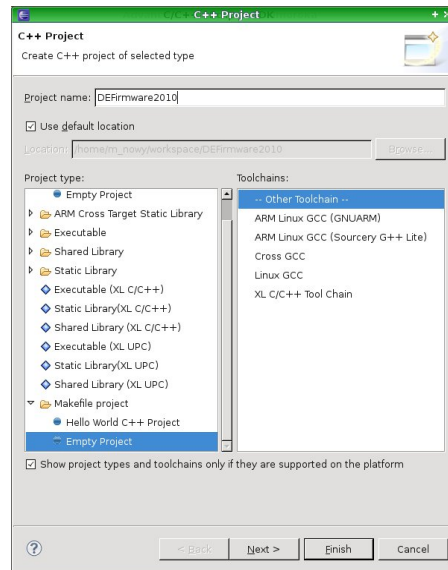 C++ Project
C++ Project
Create C++ project of selected type
Project name: DEFirmware2010
Use default location
Location: /home/m_nowy/workspace/DEFirmware2010 Browse...
Project type:
Empty Project
ARM Cross Target Static Library
Executable
Shared Library
Static Library
Executable (XL C/C++)
Static Library(XL C/C++)
Shared Library (XL C/C++)
Executable (XL UPC)
Static Library(XL UPC)
Shared Library (XL UPC)
Makefile project
Hello World C++ Project
Empty Project
Toolchains:
-- Other Toolchain --
ARM Linux GCC (GNUARM)
ARM Linux GCC (Sourcery G++ Lite)
Cross GCC
Linux GCC
XL C/C++ Tool Chain
Show project types and toolchains only if they are supported on the platform
< Back Next > Finish Cancel